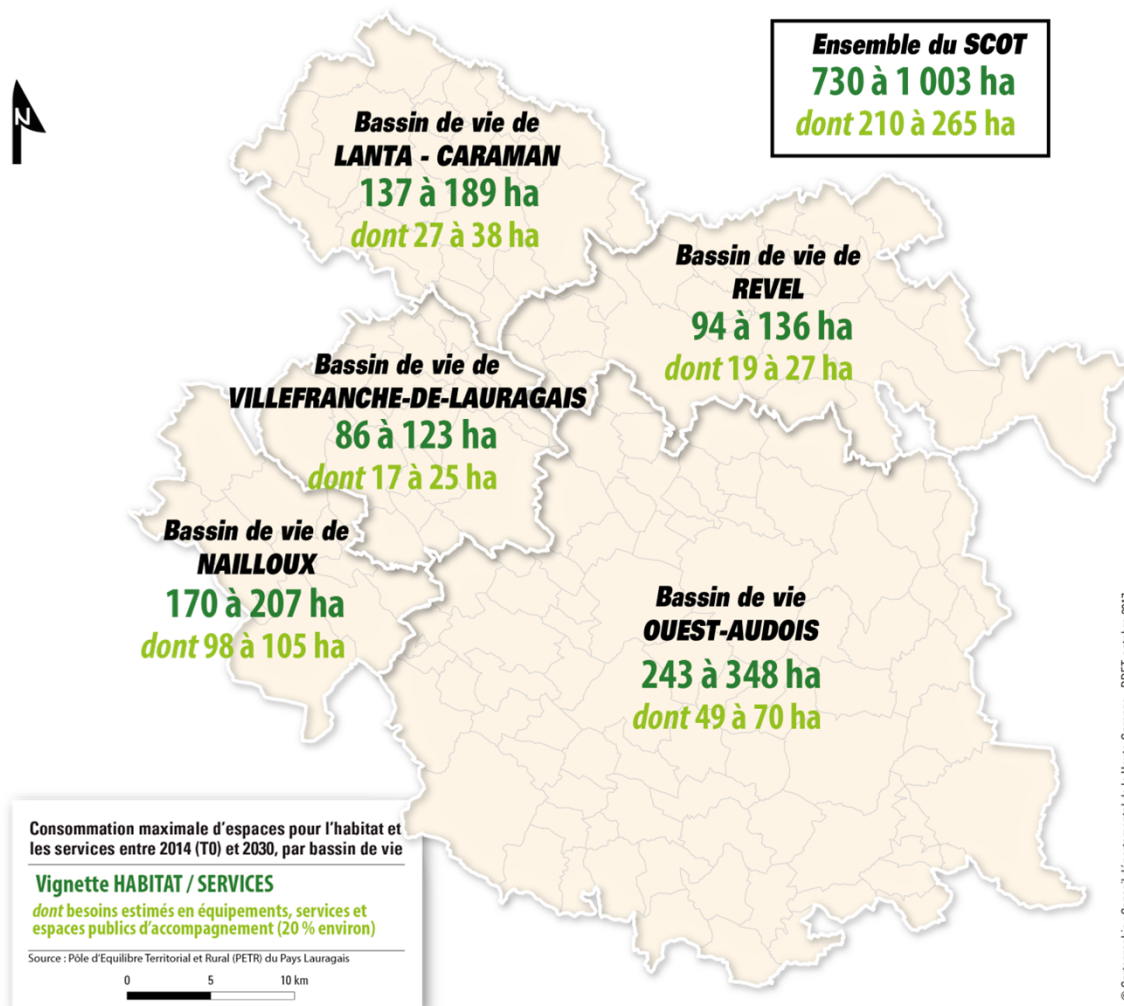 Ensemble du SCOT
730 à 1 003 ha
dont 210 à 265 ha
N
Bassin de vie de
LANTA - CARAMAN
137 à 189 ha
dont 27 à 38 ha
Bassin de vie de
REVEL
94 à 136 ha
dont 19 à 27 ha
Bassin de vie de
VILLEFRANCHE-DE-LAURAGAIS
86 à 123 ha
dont 17 à 25 ha
Bassin de vie de
NAILLOUX
170 à 207 ha
dont 98 à 105 ha
Bassin de vie
OUEST-AUDOIS
243 à 348 ha
dont 49 à 70 ha
Consommation maximale d'espaces pour l'habitat et
les services entre 2014 (T0) et 2030, par bassin de vie
Vignette HABITAT / SERVICES
dont besoins estimés en équipements, services et
espaces publics d'accompagnement (20 % environ)
Source : Pôle d'Equilibre Territorial et Rural (PETR) du Pays Lauragais
0 5 10 km